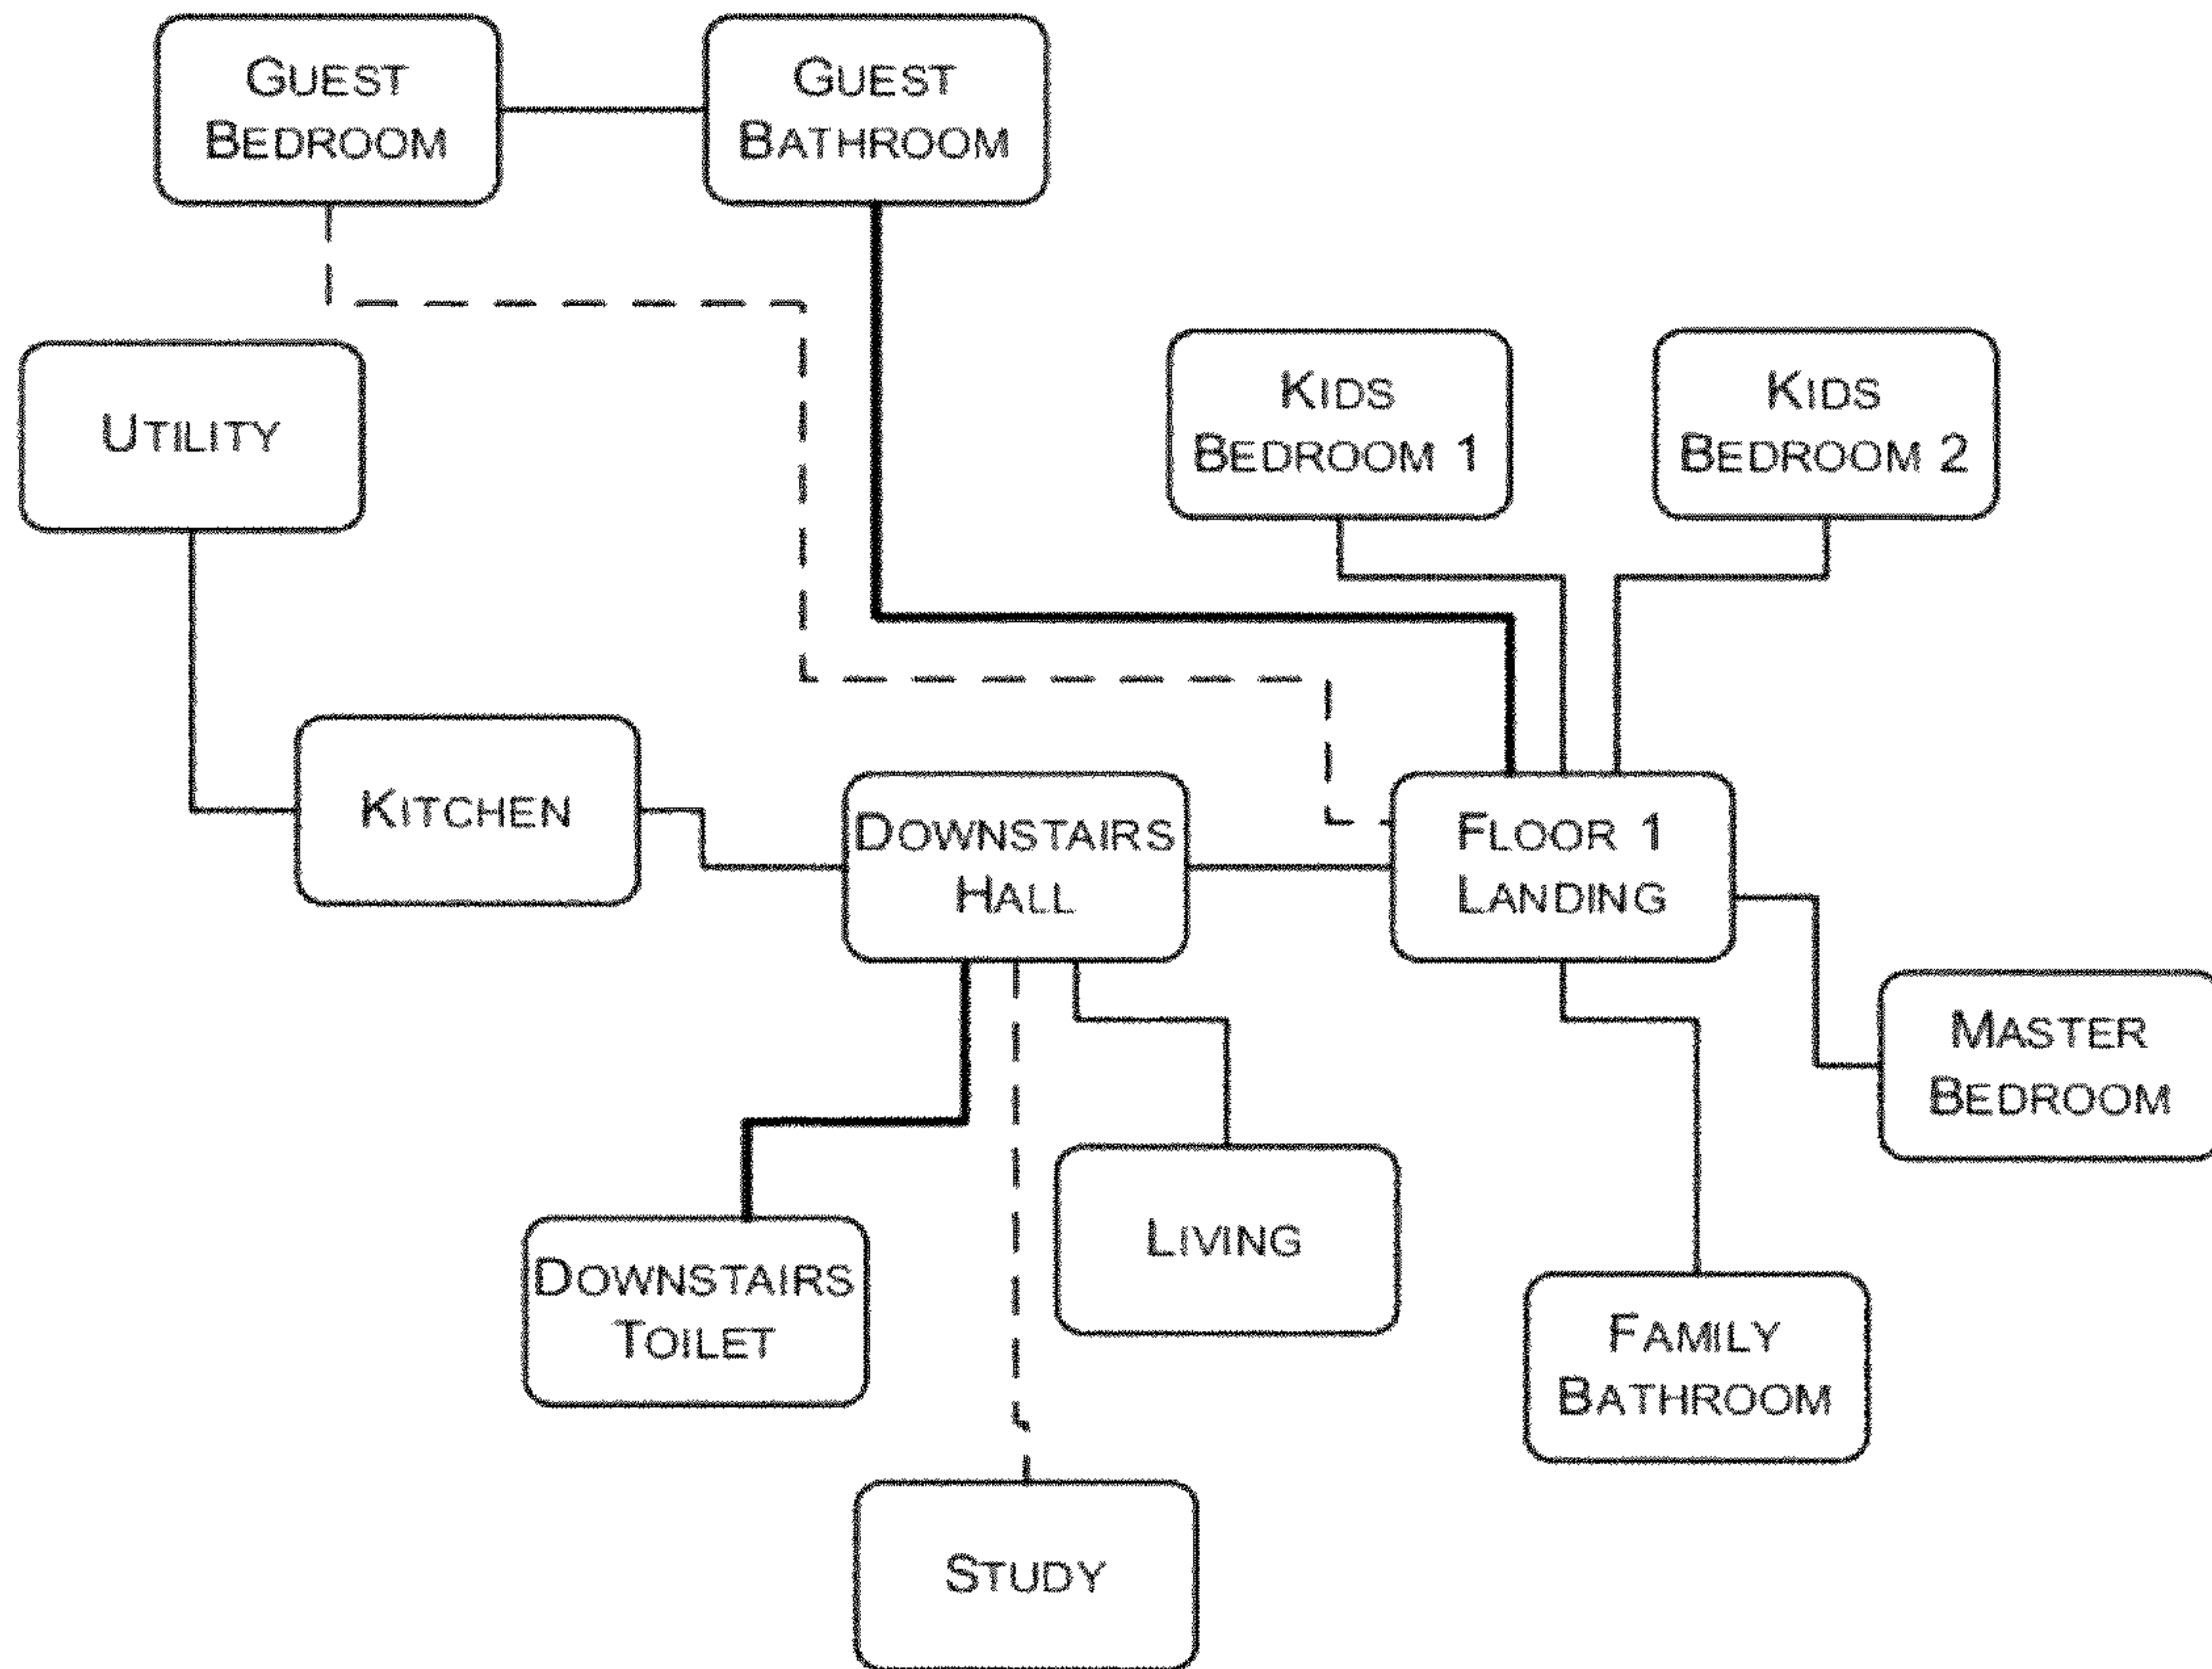 GUEST
BEDROOM
GUEST
BATHROOM
UTILITY
KIDS
BEDROOM 1
KIDS
BEDROOM 2
KITCHEN
DOWNSTAIRS
HALL
FLOOR 1
LANDING
MASTER
BEDROOM
DOWNSTAIRS
TOILET
LIVING
FAMILY
BATHROOM
STUDY